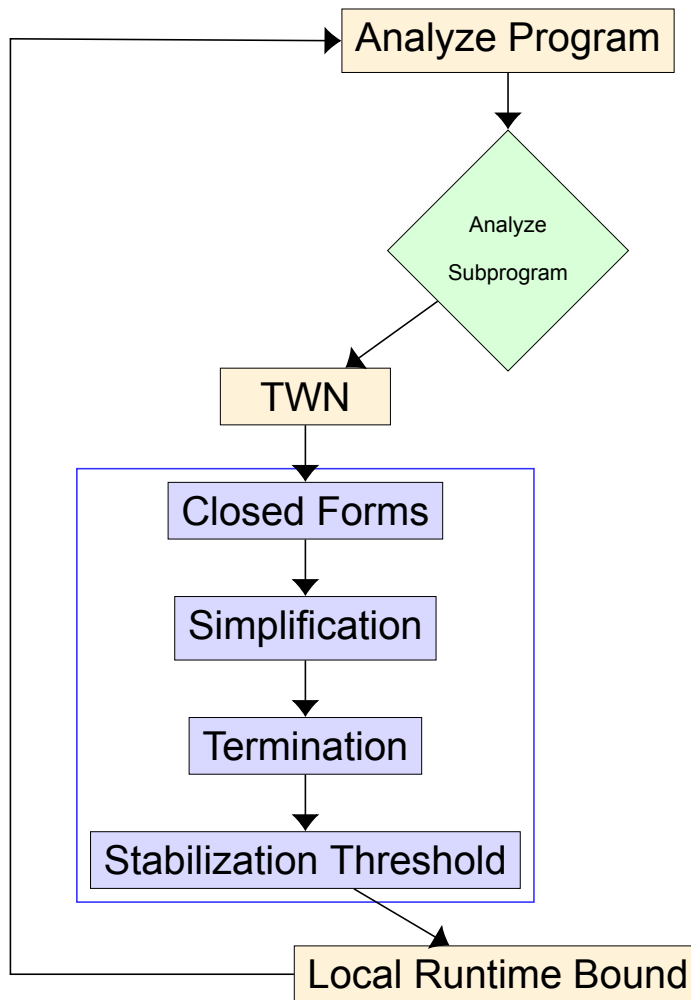 Analyze Program
Analyze
Subprogram
TWN
Closed Forms
Simplification
Termination
Stabilization Threshold
Local Runtime Bound